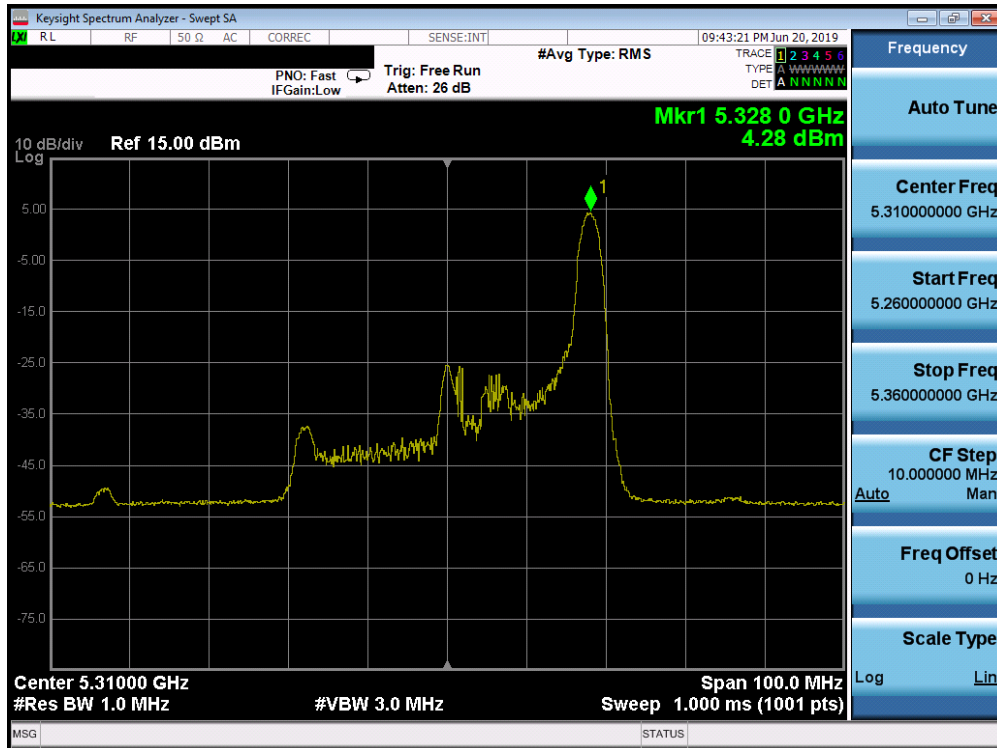 Keysight Spectrum Analyzer - Swept SA
LXI RL RF 50 Ω AC CORREC SENSE:INT 09:43:21 PM Jun 20, 2019
#Avg Type: RMS TRACE 1 2 3 4 5 6
PNO: Fast Trig: Free Run TYPE A WWWWW
IFGain:Low Atten: 26 dB DET A N N N N N
Mkr1 5.328 0 GHz
4.28 dBm
10 dB/div Ref 15.00 dBm
Log
1
5.00
-5.00
-15.0
-25.0
-35.0
-45.0
-55.0
-65.0
-75.0
Center 5.31000 GHz Span 100.0 MHz
#Res BW 1.0 MHz #VBW 3.0 MHz Sweep 1.000 ms (1001 pts)
MSG STATUS
Frequency
Auto Tune
Center Freq
5.310000000 GHz
Start Freq
5.260000000 GHz
Stop Freq
5.360000000 GHz
CF Step
10.000000 MHz
Auto Man
Freq Offset
0 Hz
Scale Type
Log Lin